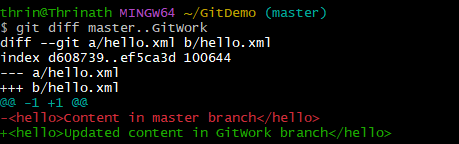 thrin@Thrinath MINGW64 ~/GitDemo (master)
$ git diff master..GitWork
diff --git a/hello.xml b/hello.xml
index d608739..ef5ca3d 100644
--- a/hello.xml
+++ b/hello.xml
@@ -1 +1 @@
-<hello>Content in master branch</hello>
+<hello>Updated content in GitWork branch</hello>